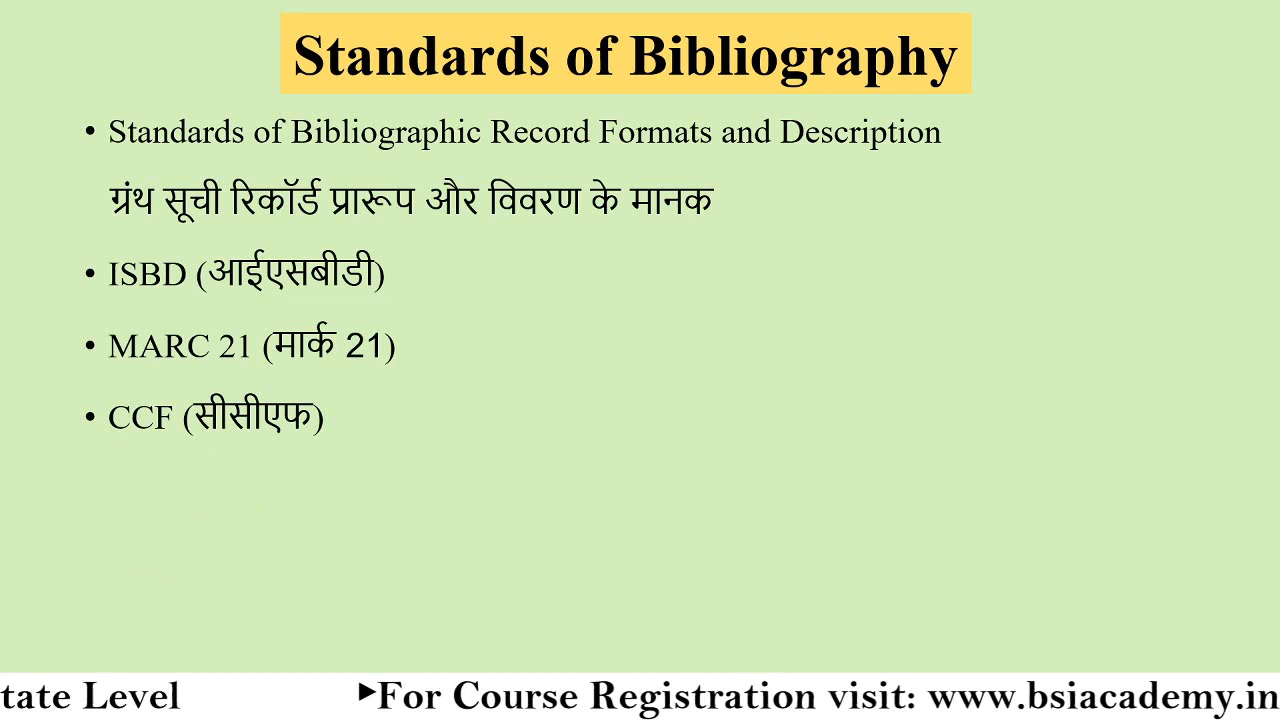 Standards of Bibliography
• Standards of Bibliographic Record Formats and Description
ग्रंथ सूची रिकॉर्ड प्रारूप और विवरण के मानक
• ISBD (आईएसबीडी)
• MARC 21 (मार्क 21)
• CCF (सीसीएफ)
tate Level ▶For Course Registration visit: www.bsiacademy.in